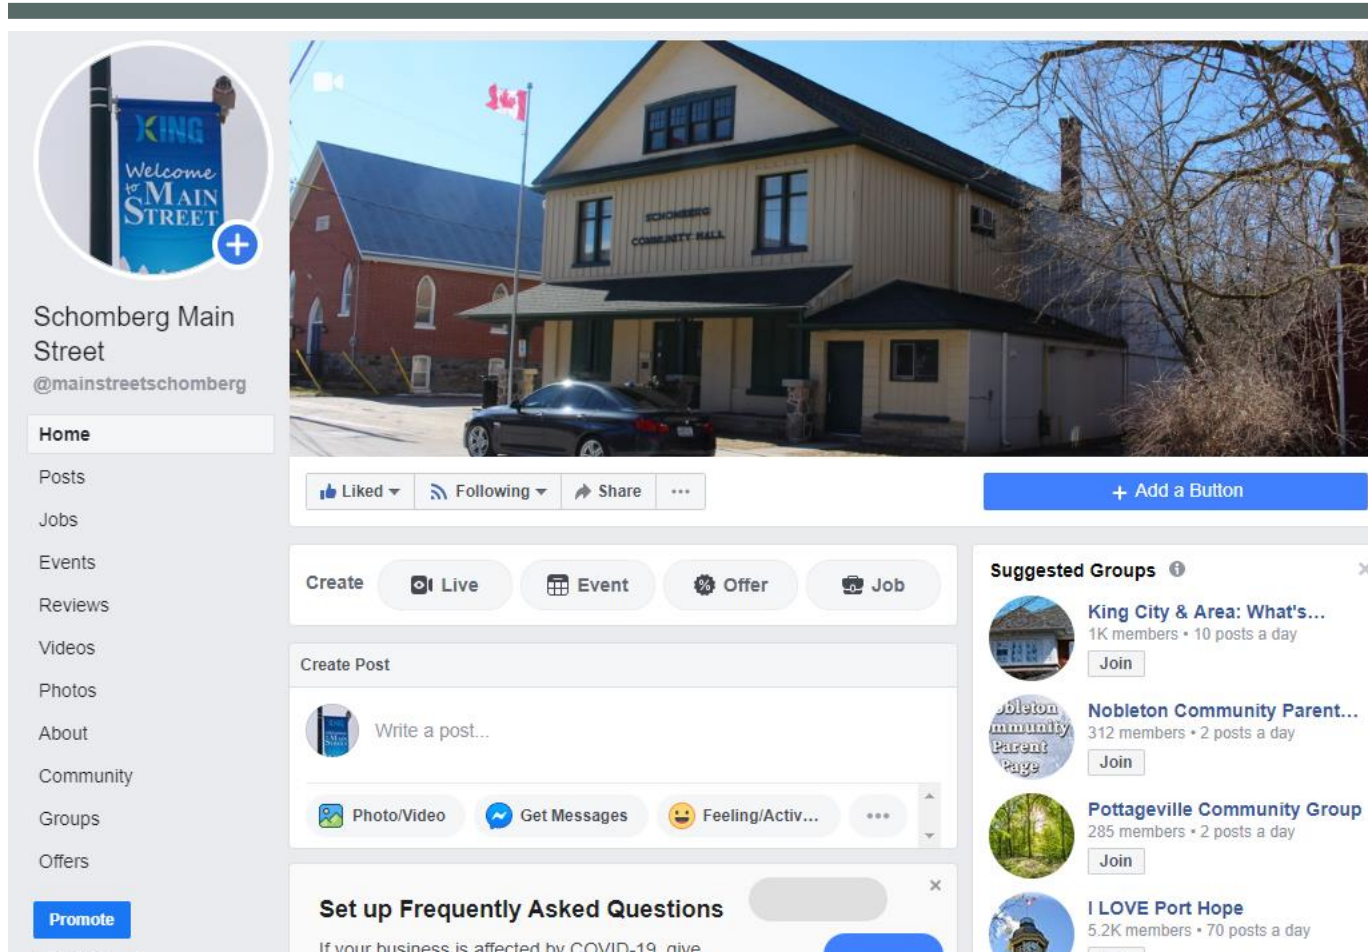 KING
Welcome
to MAIN
STREET
SCHOMBERG
COMMUNITY HALL
Schomberg Main
Street
@mainstreetschomberg
Home
Posts
Jobs
Events
Reviews
Videos
Photos
About
Community
Groups
Offers
Promote
Liked
Following
Share
...
+ Add a Button
Create
Live
Event
Offer
Job
Create Post
Write a post...
Photo/Video
Get Messages
Feeling/Activ...
...
Set up Frequently Asked Questions
If your business is affected by COVID-19, give
Suggested Groups
King City & Area: What's...
1K members • 10 posts a day
Join
obleton
mmunity
Parent
Page
Nobleton Community Parent...
312 members • 2 posts a day
Join
Pottageville Community Group
285 members • 2 posts a day
Join
I LOVE Port Hope
5.2K members • 70 posts a day